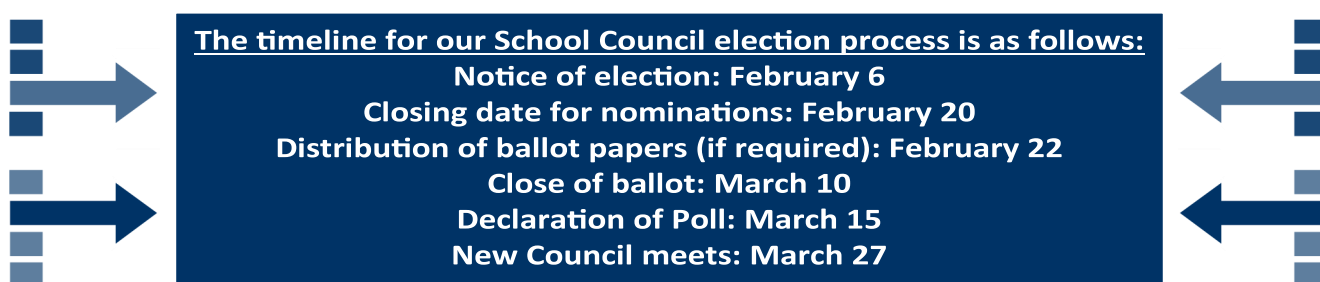 The timeline for our School Council election process is as follows:
Notice of election: February 6
Closing date for nominations: February 20
Distribution of ballot papers (if required): February 22
Close of ballot: March 10
Declaration of Poll: March 15
New Council meets: March 27